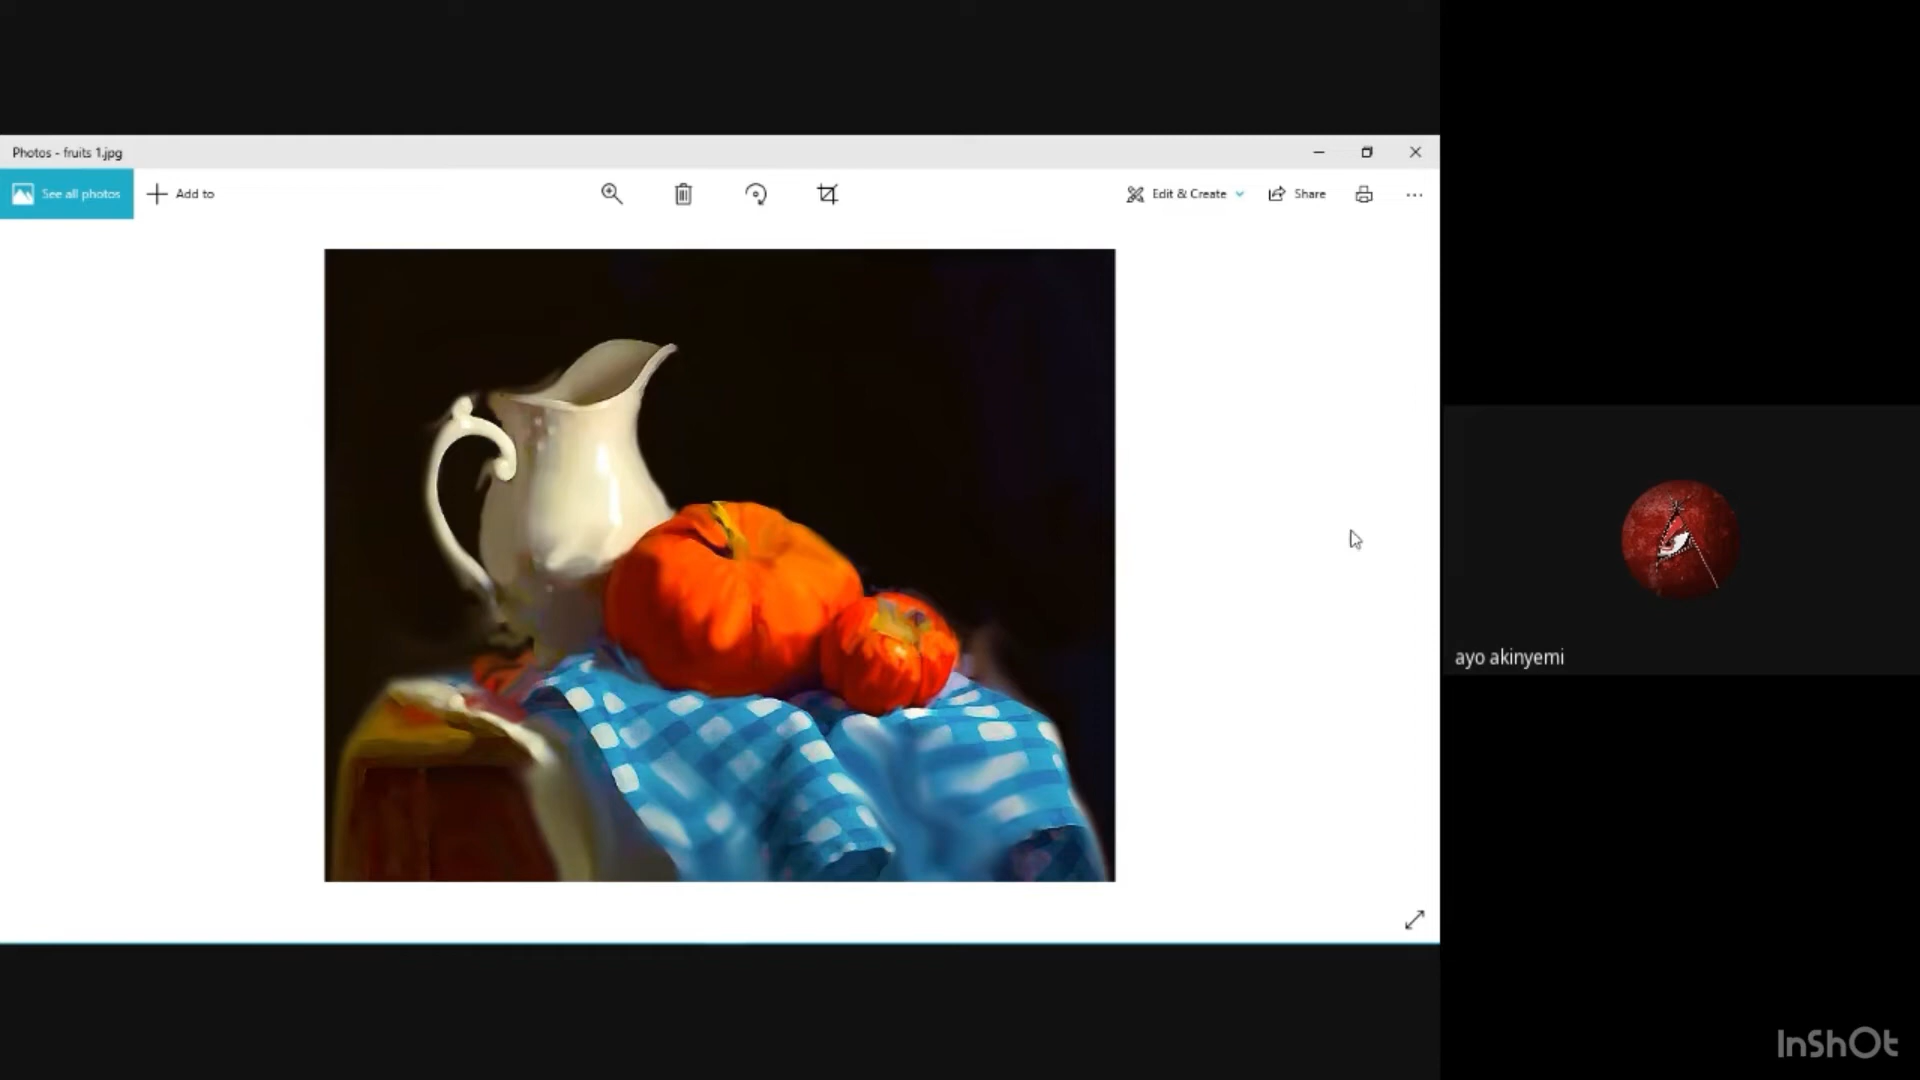 Photos - fruits 1.jpg
See all photos
Add to
Edit & Create
Share
ayo akinyemi
InShOt